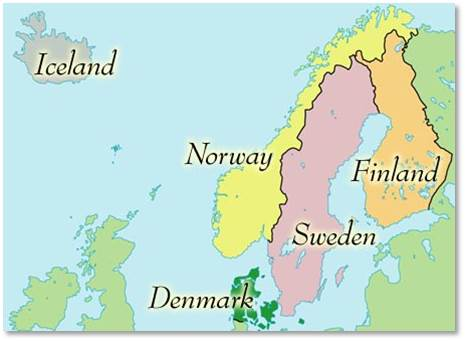 Iceland
Norway
Finland
Sweden
Denmark